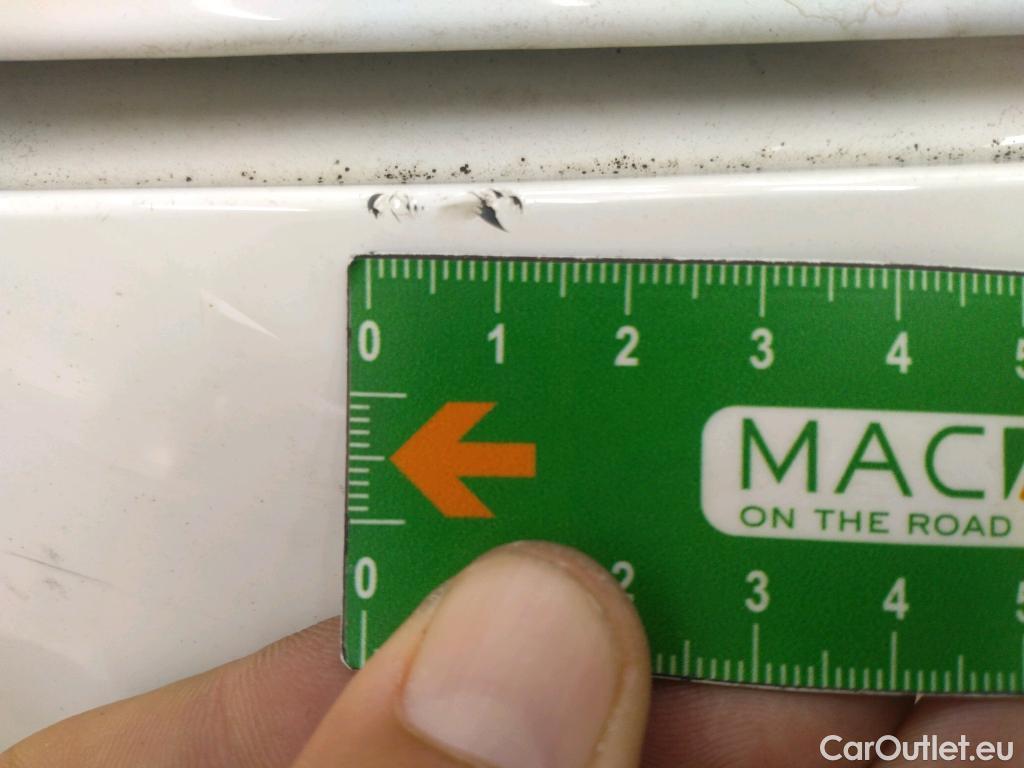 0 1 2 3 4 5
MAC
ON THE ROAD
0 2 3 4 5
CarOutlet.eu